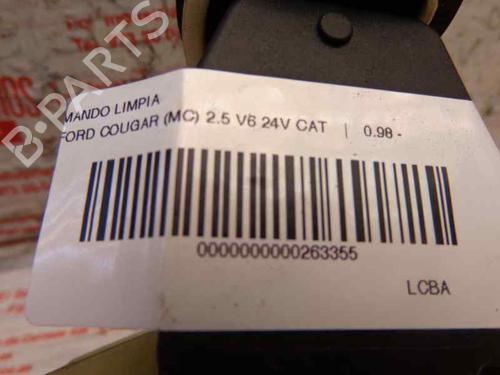 B-PARTS
MANDO LIMPIA
FORD COUGAR (MC) 2.5 V6 24V CAT | 0.98 -
0000000000263355
LCBA